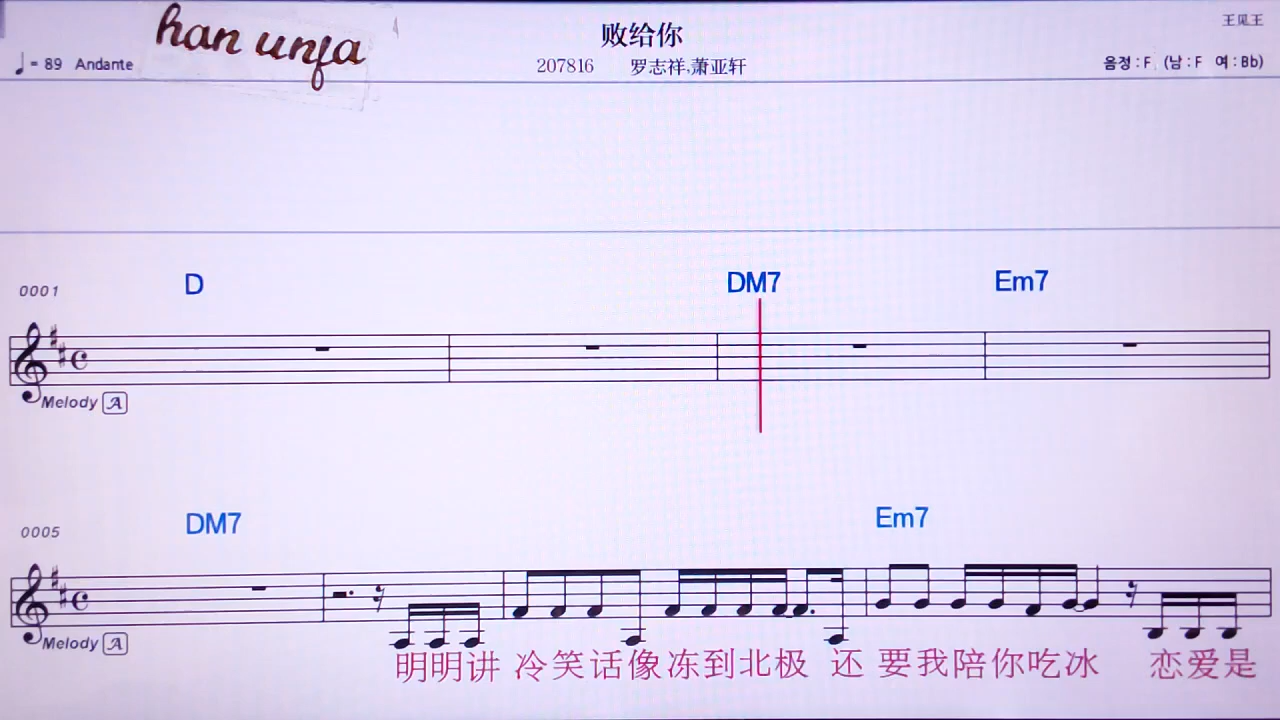 han unfa
败给你
王见王
♩= 89 Andante
207816 罗志祥,萧亚轩
음정:F (남:F 여:Bb)
D DM7 Em7
0001
Melody A
DM7 Em7
0005
Melody A
明明讲 冷笑话像冻到北极 还 要我陪你吃冰 恋爱是